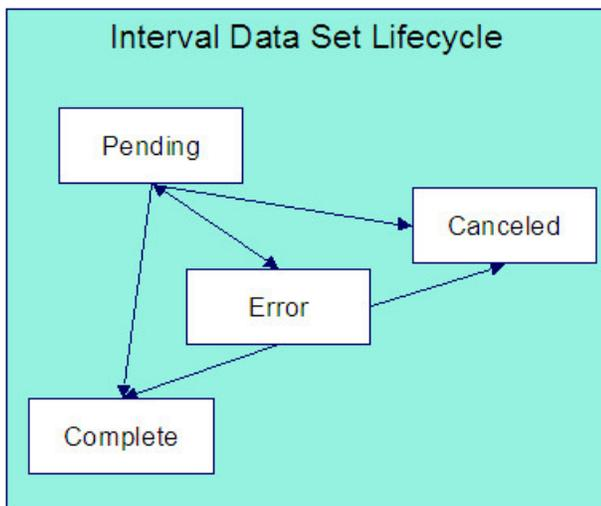 Interval Data Set Lifecycle
Pending
Canceled
Error
Complete